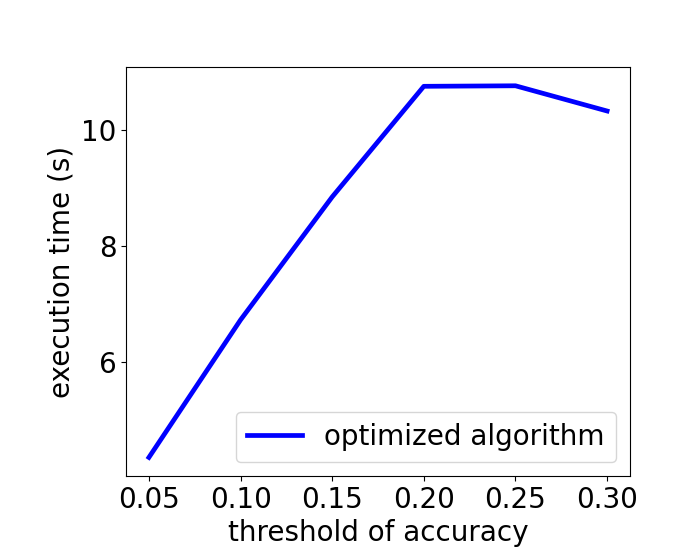 10
8
6
execution time (s)
optimized algorithm
0.05 0.10 0.15 0.20 0.25 0.30
threshold of accuracy